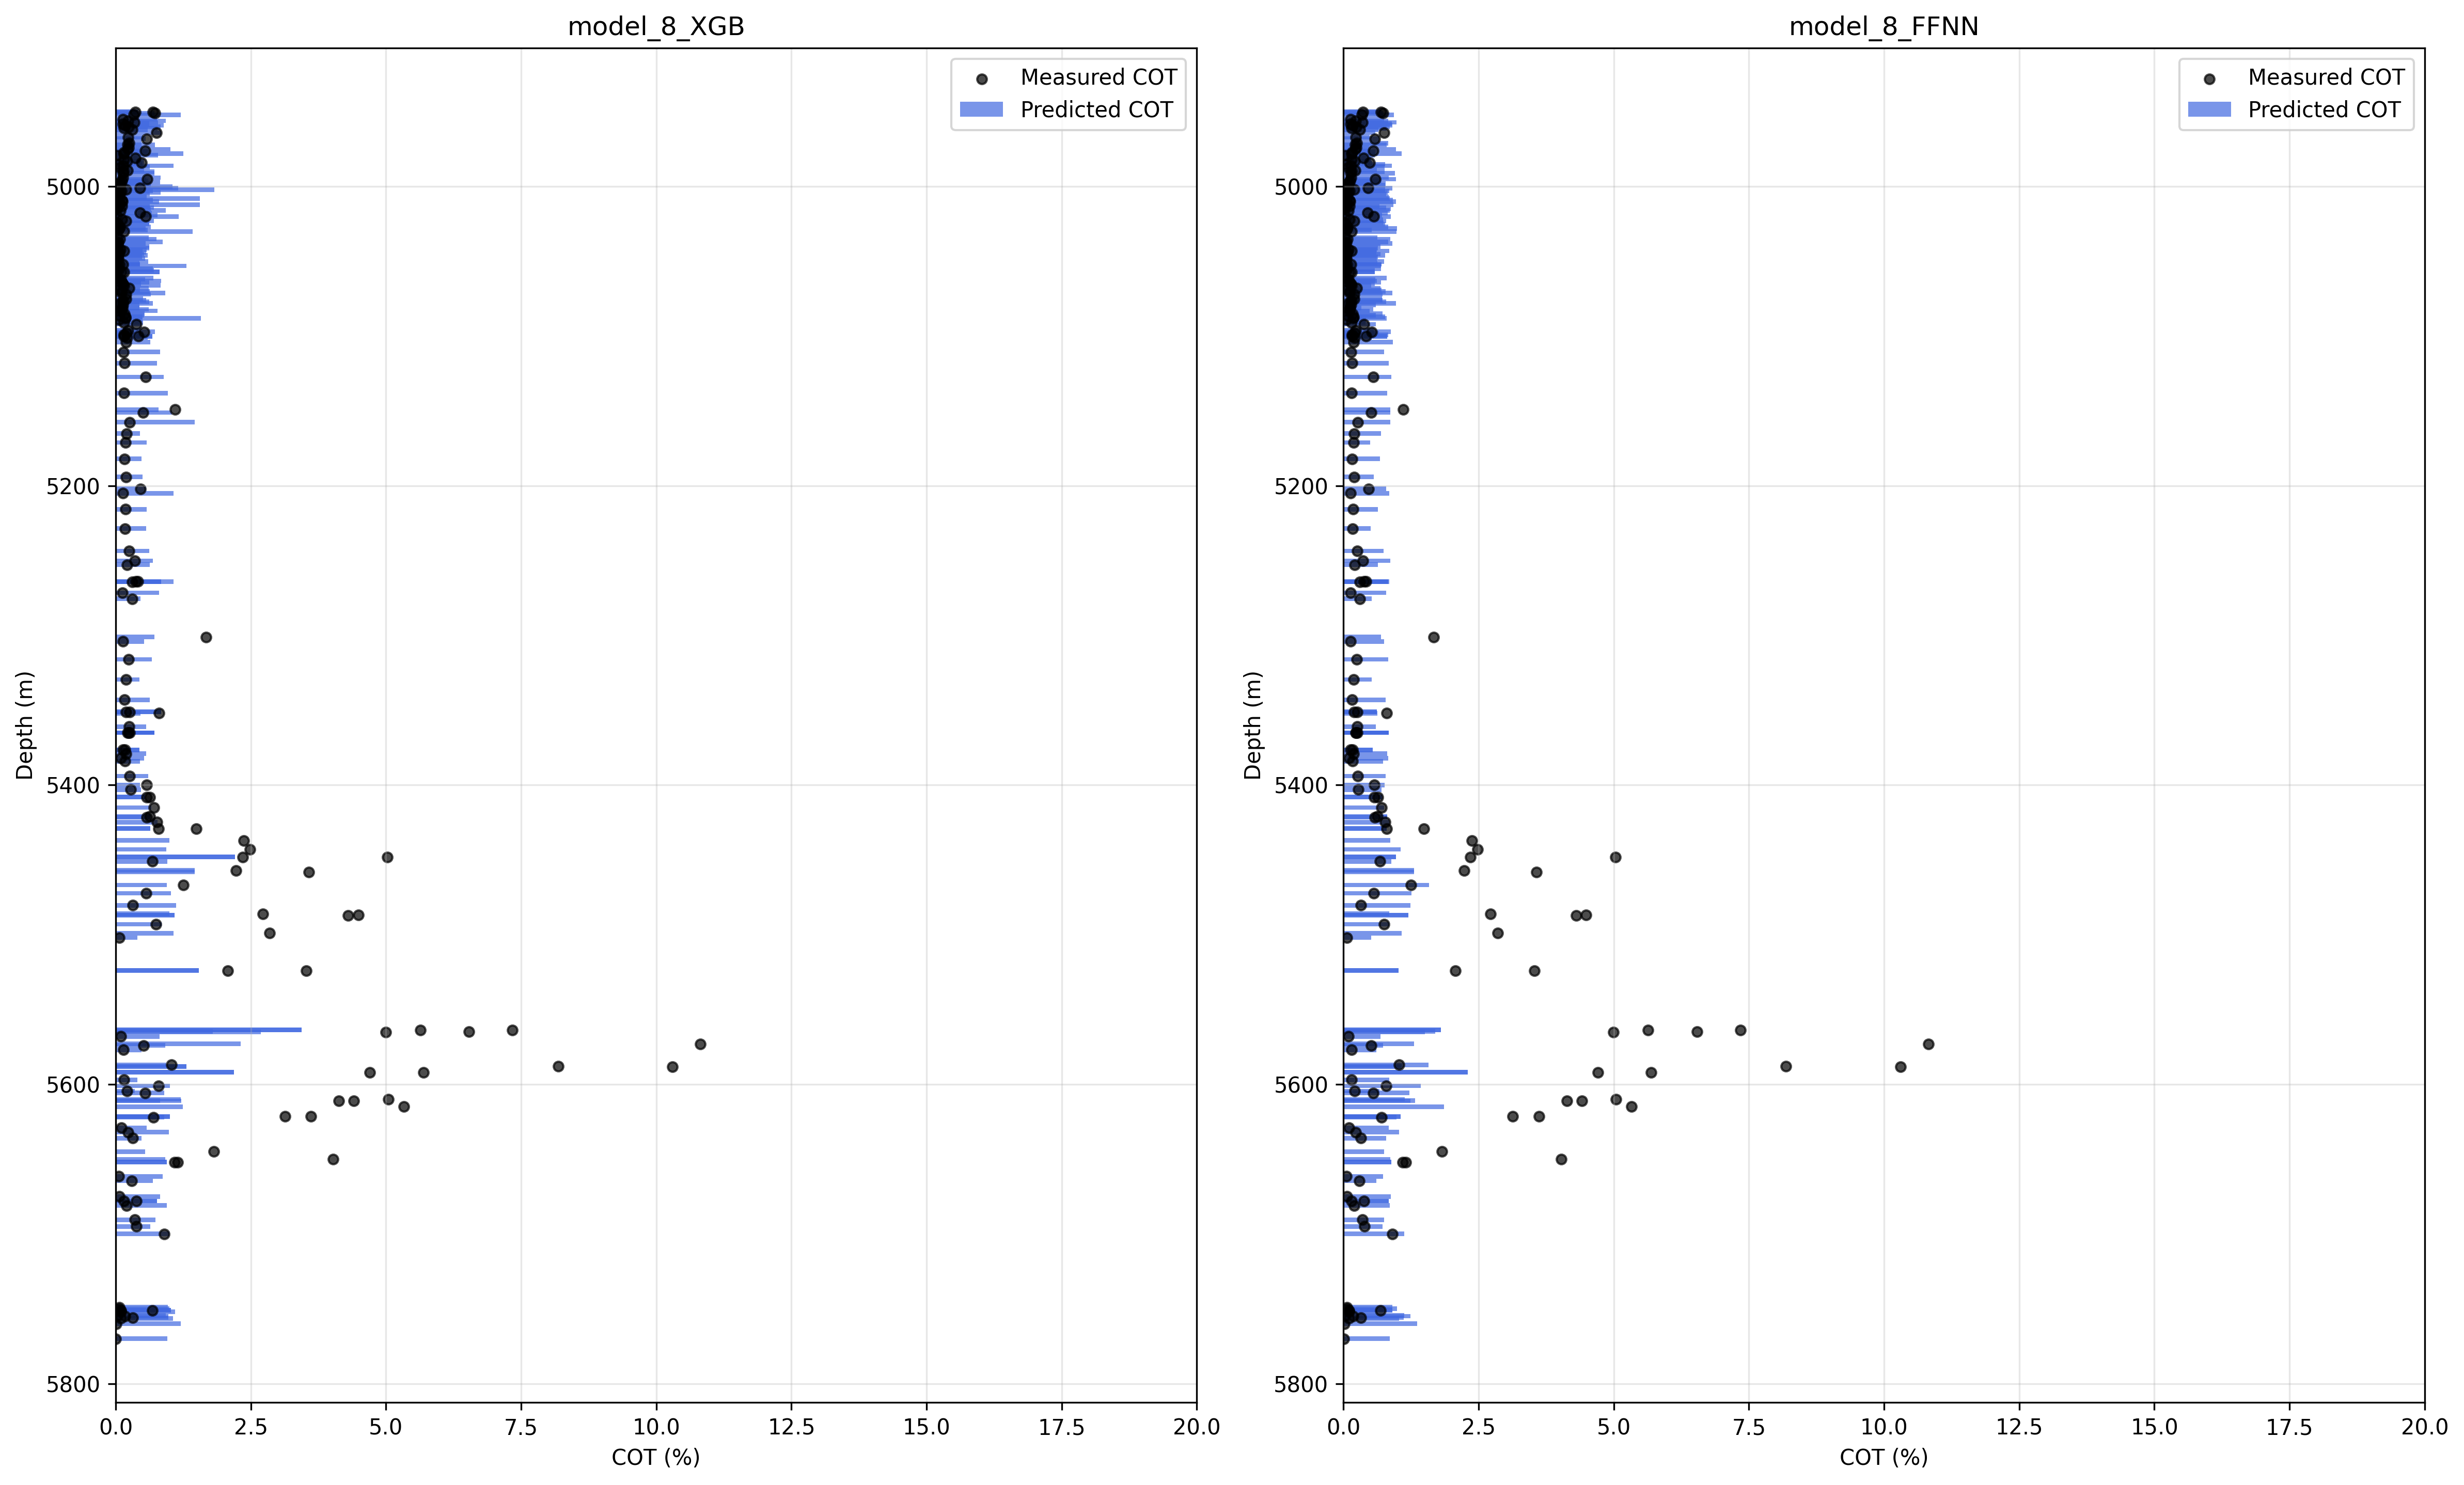 model_8_XGB
Measured COT
Predicted COT
Depth (m)
5000
5200
5400
5600
5800
0.0 2.5 5.0 7.5 10.0 12.5 15.0 17.5 20.0
COT (%)
model_8_FFNN
Measured COT
Predicted COT
Depth (m)
5000
5200
5400
5600
5800
0.0 2.5 5.0 7.5 10.0 12.5 15.0 17.5 20.0
COT (%)